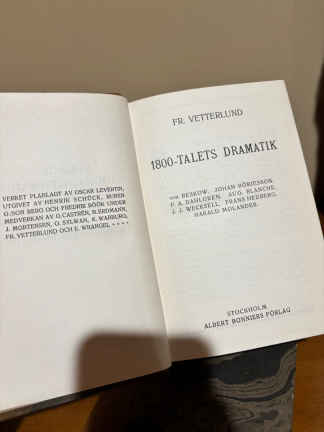 VERKET PLANLAGT AV OSCAR LEVERTIN,
UTGIVET AV HENRIK SCHÜCK, RUBEN
G:SON BERG OCH FREDRIK BÖÖK UNDER
MEDVERKAN AV G. CASTRÉN, N. ERDMANN,
J. MORTENSEN, O. SYLWAN, K. WARBURG,
FR. VETTERLUND OCH E. WRANGEL
FR. VETTERLUND
1800-TALETS DRAMATIK
VON BESKOW. JOHAN BÖRJESSON.
F. A. DAHLGREN. AUG. BLANCHE.
J. J. WECKSELL. FRANS HEDBERG.
HARALD MOLANDER.
STOCKHOLM
ALBERT BONNIERS FÖRLAG